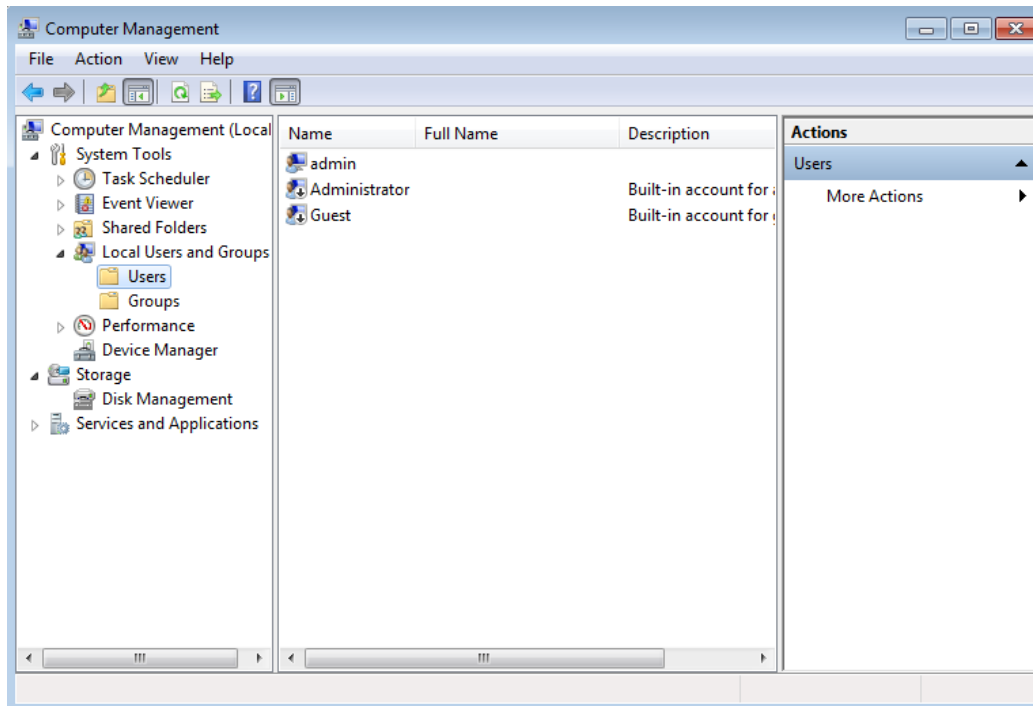 Computer Management
File Action View Help
Computer Management (Local
System Tools
Task Scheduler
Event Viewer
Shared Folders
Local Users and Groups
Users
Groups
Performance
Device Manager
Storage
Disk Management
Services and Applications
Name Full Name Description
admin
Administrator Built-in account for
Guest Built-in account for
Actions
Users
More Actions